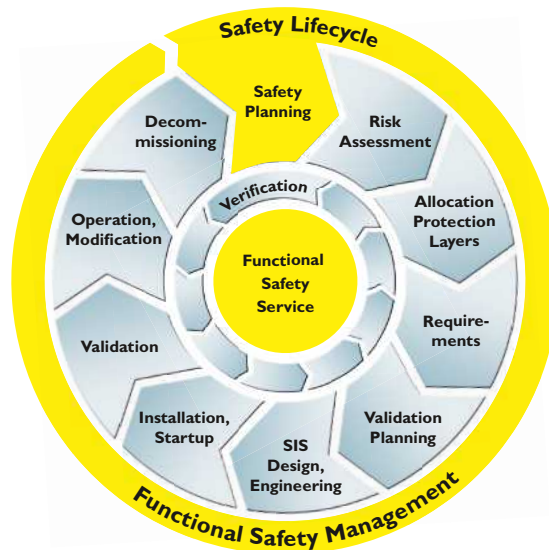 Safety Lifecycle
Safety
Planning
Risk
Assessment
Allocation
Protection
Layers
Require-
ments
Validation
Planning
SIS
Design,
Engineering
Installation,
Startup
Validation
Operation,
Modification
Decom-
missioning
Verification
Functional
Safety
Service
Functional Safety Management